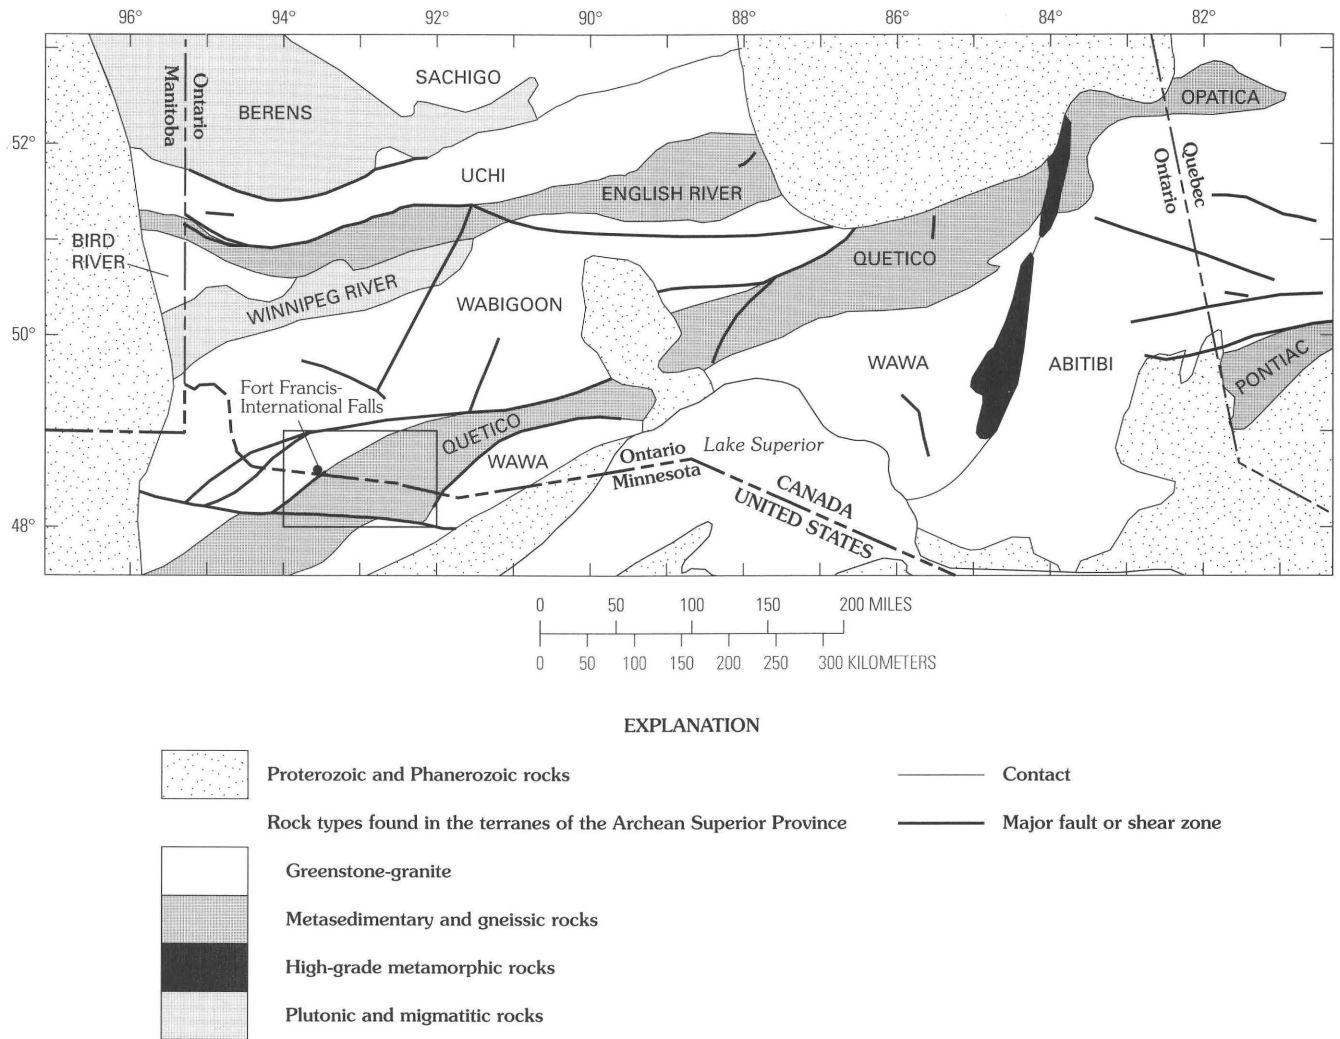 96° 94° 92° 90° 88° 86° 84° 82°
SACHIGO
Ontario
Manitoba
BERENS
OPATICA
52°
UCHI
Quebec
Ontario
ENGLISH RIVER
BIRD
RIVER
QUETICO
WINNIPEG RIVER
WABIGOON
50°
WAWA
ABITIBI
PONTIAC
Fort Francis-
International Falls
QUETICO
WAWA
Ontario
Minnesota
Lake Superior
CANADA
UNITED STATES
48°
0 50 100 150 200 MILES
0 50 100 150 200 250 300 KILOMETERS
EXPLANATION
Proterozoic and Phanerozoic rocks
Contact
Rock types found in the terranes of the Archean Superior Province
Major fault or shear zone
Greenstone-granite
Metasedimentary and gneissic rocks
High-grade metamorphic rocks
Plutonic and migmatitic rocks